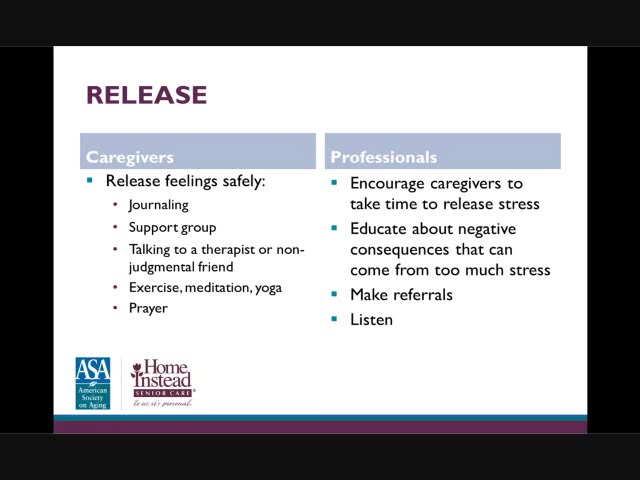 RELEASE
Caregivers
Release feelings safely:
Journaling
Support group
Talking to a therapist or non-
judgmental friend
Exercise, meditation, yoga
Prayer
Professionals
Encourage caregivers to
take time to release stress
Educate about negative
consequences that can
come from too much stress
Make referrals
Listen
ASA
American
Society
on Aging
Home
Instead
SENIOR CARE
To us, it's personal.